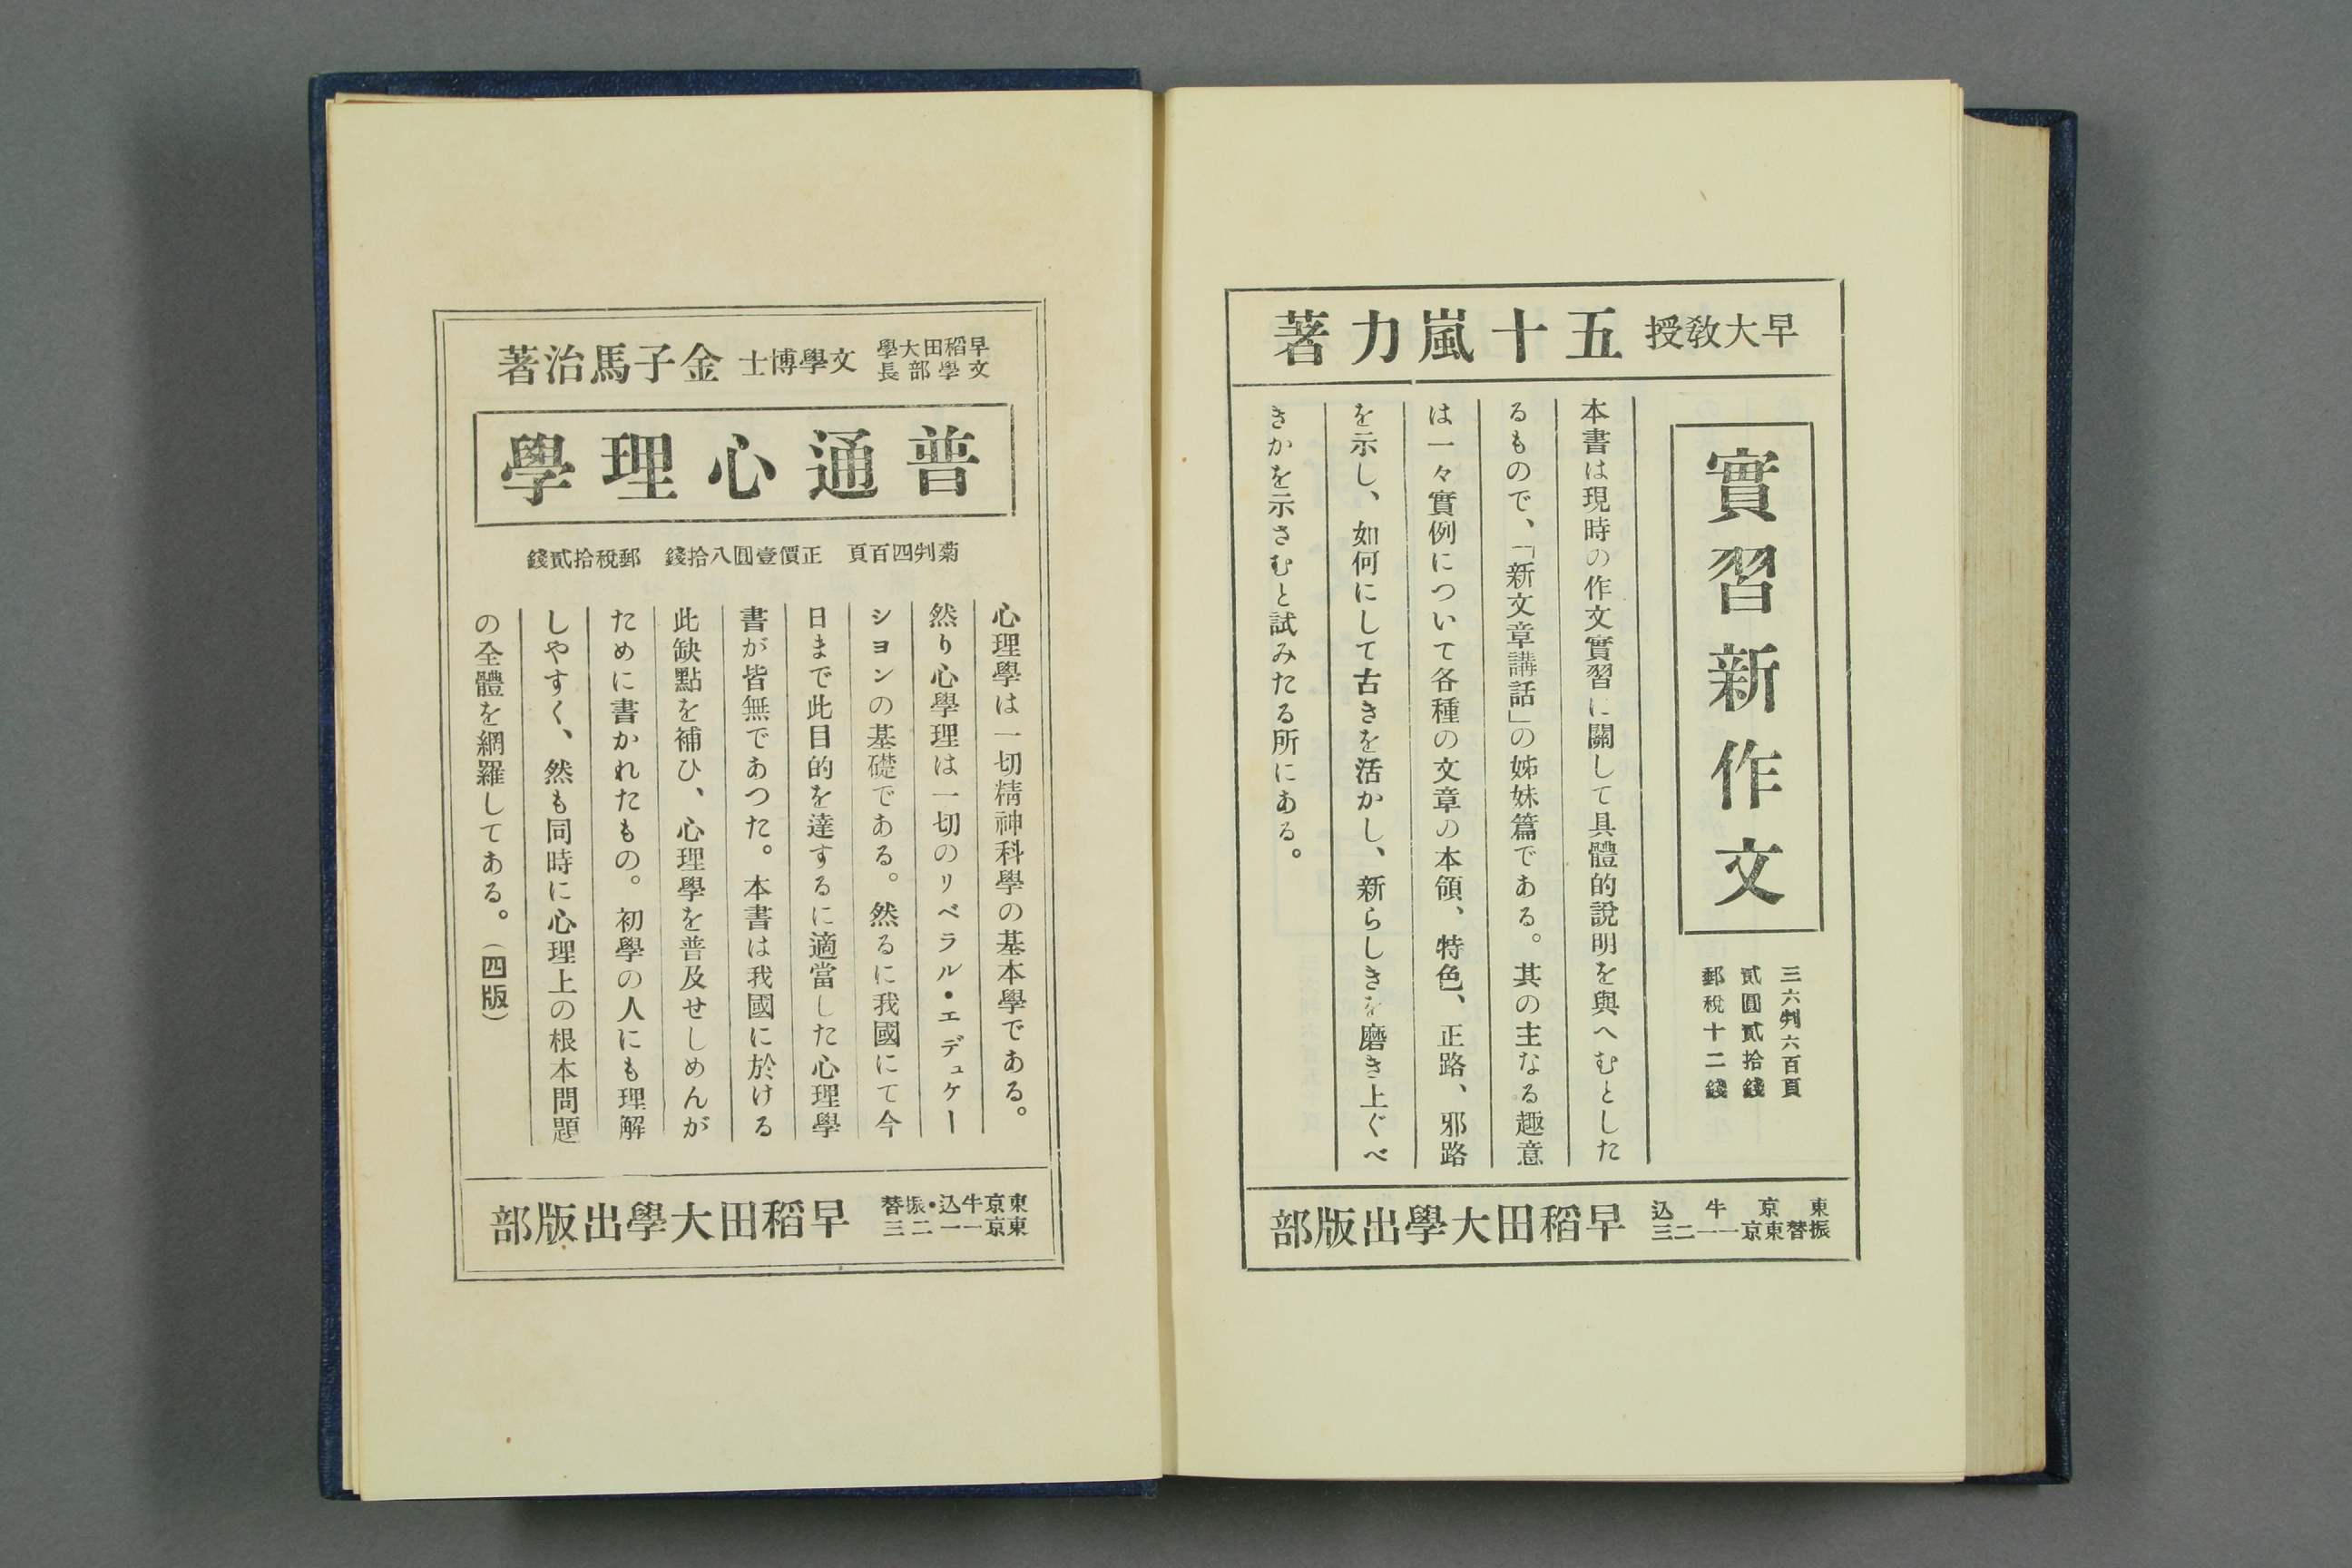 早大教授 五十嵐力著
實習新作文
三六判六百頁
貳圓貳拾錢
郵稅十二錢
本書は現時の作文實習に關して具體的說明を與へむとした
るもので、「新文章講話」の姊妹篇である。其の主なる趣意
は一々實例について各種の文章の本領、特色、正路、邪路
を示し、如何にして古きを活かし、新らしきを磨き上ぐべ
きかを示さむと試みたる所にある。
東京牛込
振替東京一一二三
早稻田大學出版部
早稻田大學
文學部長
文學博士 金子馬治著
普通心理學
菊判四百頁 正價壹圓八拾錢 郵稅拾貳錢
心理學は一切精神科學の基本學である。
然り心學理は一切のリベラル・エデュケー
シヨンの基礎である。然るに我國にて今
日まで此目的を達するに適當した心理學
書が皆無であつた。本書は我國に於ける
此缺點を補ひ、心理學を普及せしめんが
ために書かれたもの。初學の人にも理解
しやすく、然も同時に心理上の根本問題
の全體を網羅してある。(四版)
東京牛込・振替
東京一一二三
早稻田大學出版部